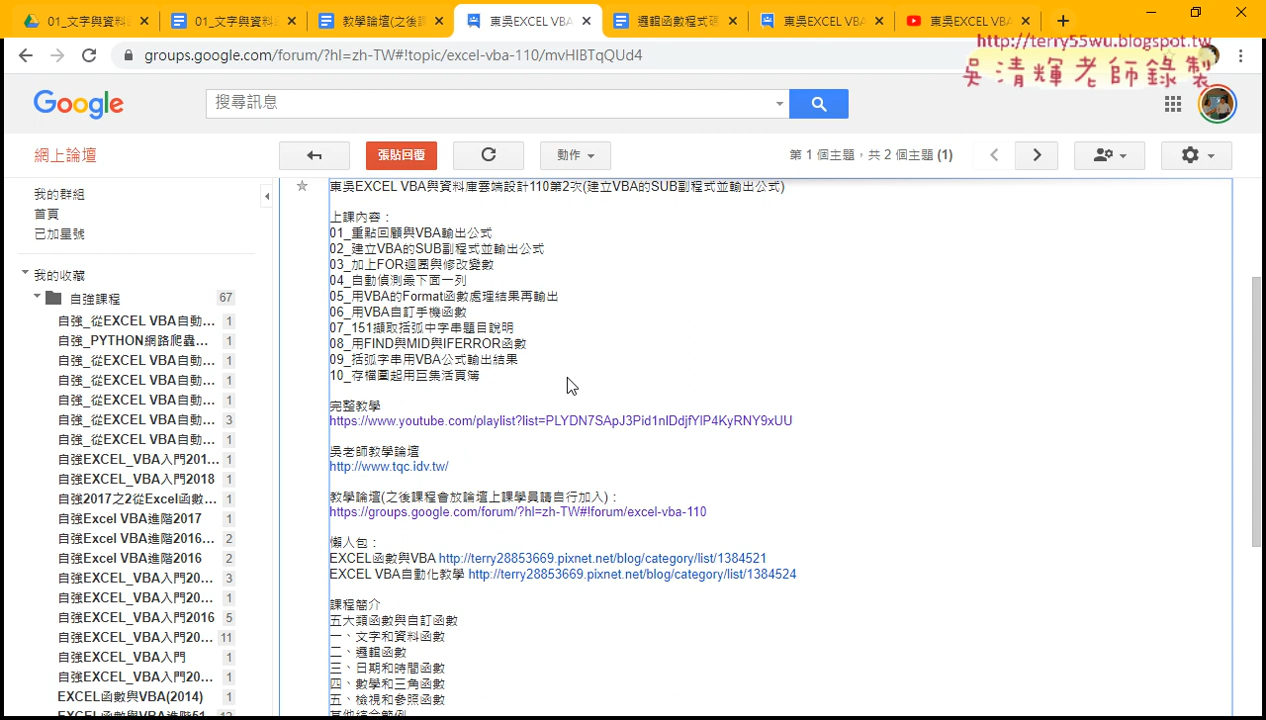 01_文字與資料
01_文字與資料
教學論壇(之後課
東吳EXCEL VBA
邏輯函數程式碼
東吳EXCEL VBA
東吳EXCEL VBA
groups.google.com/forum/?hl=zh-TW#!topic/excel-vba-110/mvHIBTqQUd4
http://terry55wu.blogspot.tw
吳清輝老師錄製
Google
搜尋訊息
網上論壇
張貼回覆
動作
第 1 個主題，共 2 個主題 (1)
我的群組
首頁
已加星號
我的收藏
自強課程 67
自強_從EXCEL VBA自動... 1
自強_PYTHON網路爬蟲... 1
自強_從EXCEL VBA自動... 1
自強_從EXCEL VBA自動... 1
自強_從EXCEL VBA自動... 1
自強_從EXCEL VBA自動... 3
自強_從EXCEL VBA自動... 1
自強EXCEL_VBA入門201... 1
自強EXCEL_VBA入門2018 1
自強2017之2從Excel函數... 1
自強Excel VBA進階2017 1
自強Excel VBA進階2016... 2
自強Excel VBA進階2016 2
自強EXCEL_VBA入門20... 3
自強EXCEL_VBA入門20... 1
自強EXCEL_VBA入門2016 5
自強EXCEL_VBA入門20... 11
自強EXCEL_VBA入門 1
自強EXCEL_VBA入門20... 1
EXCEL函數與VBA(2014) 1
東吳EXCEL VBA與資料庫雲端設計110第2次(建立VBA的SUB副程式並輸出公式)
上課內容：
01_重點回顧與VBA輸出公式
02_建立VBA的SUB副程式並輸出公式
03_加上FOR迴圈與修改變數
04_自動偵測最下面一列
05_用VBA的Format函數處理結果再輸出
06_用VBA自訂手機函數
07_151擷取括弧中字串題目說明
08_用FIND與MID與IFERROR函數
09_括弧字串用VBA公式輸出結果
10_存檔圍起用巨集活頁簿
完整教學
https://www.youtube.com/playlist?list=PLYDN7SApJ3Pid1nIDdjfYlP4KyRNY9xUU
吳老師教學論壇
http://www.tqc.idv.tw/
教學論壇(之後課程會放論壇上課學員請自行加入)：
https://groups.google.com/forum/?hl=zh-TW#!forum/excel-vba-110
懶人包：
EXCEL函數與VBA http://terry28853669.pixnet.net/blog/category/list/1384521
EXCEL VBA自動化教學 http://terry28853669.pixnet.net/blog/category/list/1384524
課程簡介
五大類函數與自訂函數
一、文字和資料函數
二、邏輯函數
三、日期和時間函數
四、數學和三角函數
五、檢視和參照函數
其他綜合範例